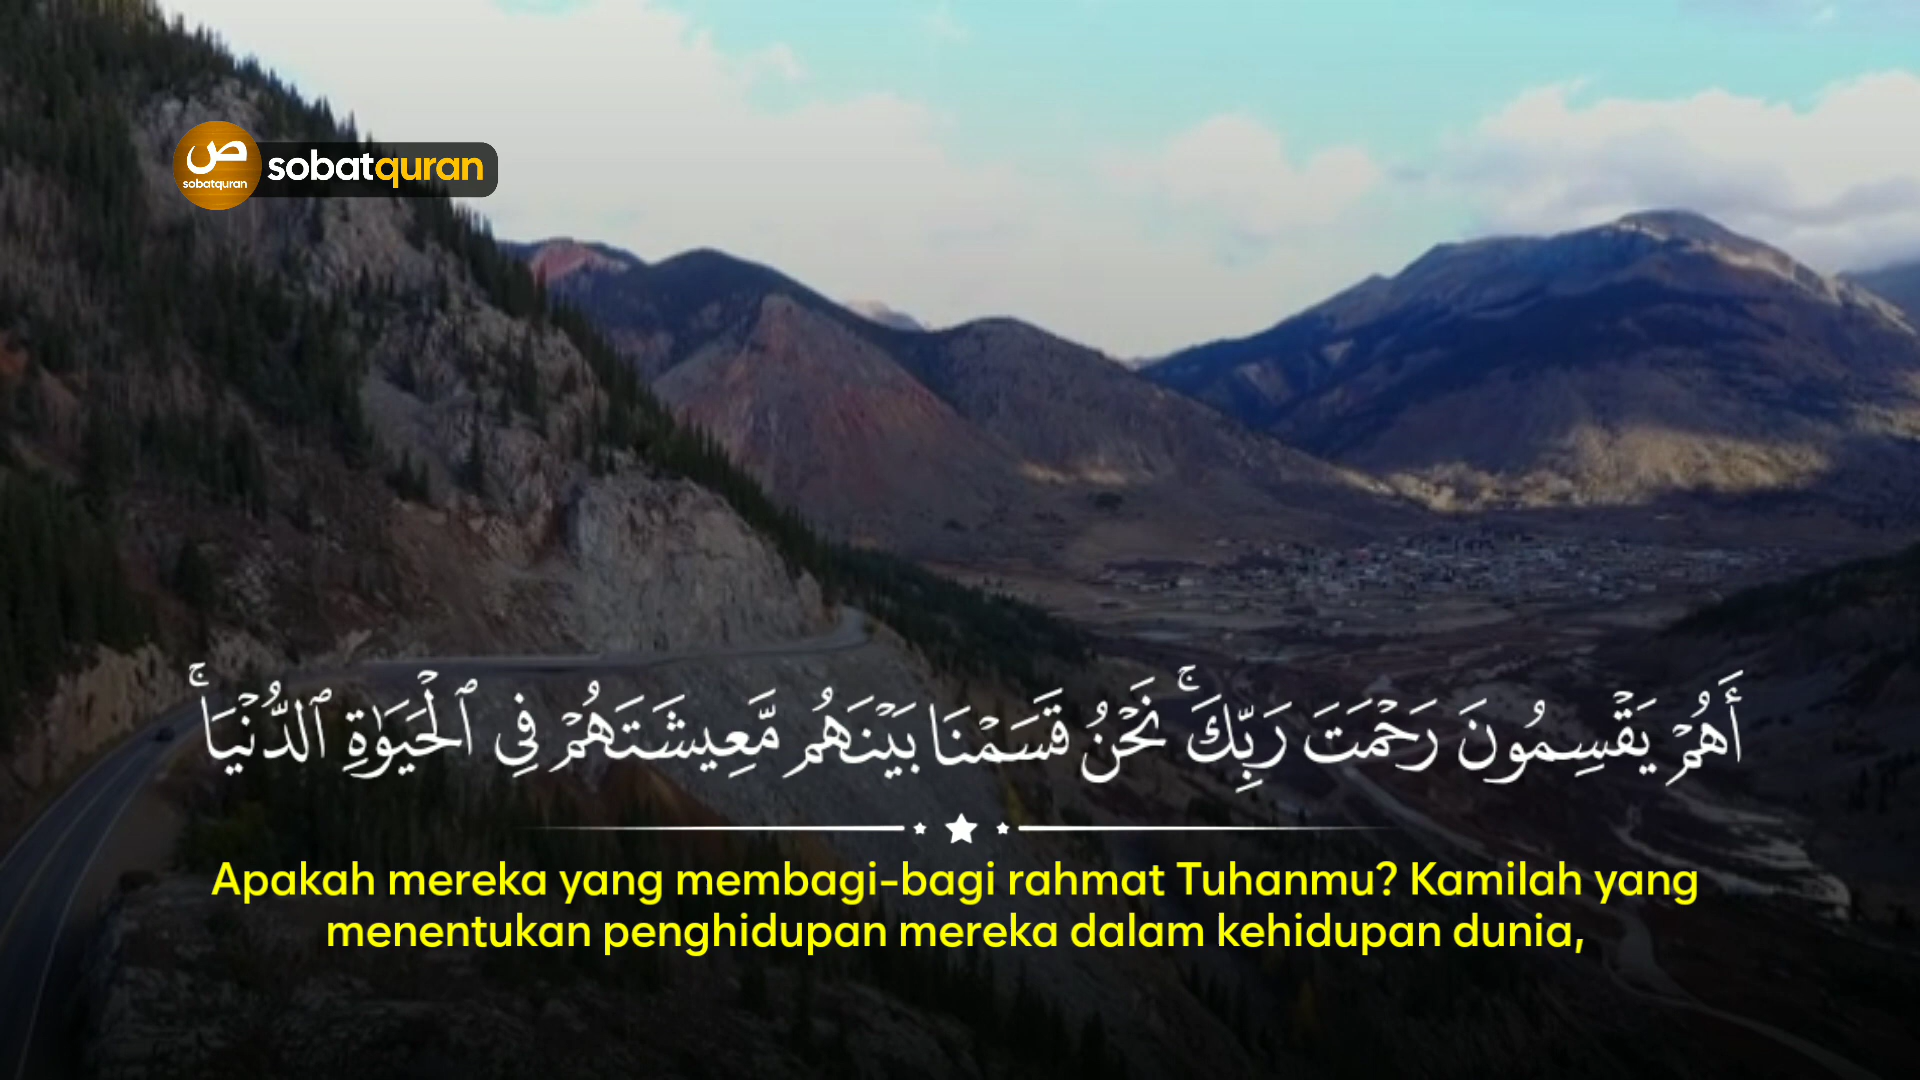 ص
sobatquran
sobatquran
أَهُمْ يَقْسِمُونَ رَحْمَتَ رَبِّكَ ۚ نَحْنُ قَسَمْنَا بَيْنَهُم مَّعِيشَتَهُمْ فِى ٱلْحَيَوٰةِ ٱلدُّنْيَا ۚ
Apakah mereka yang membagi-bagi rahmat Tuhanmu? Kamilah yang
menentukan penghidupan mereka dalam kehidupan dunia,